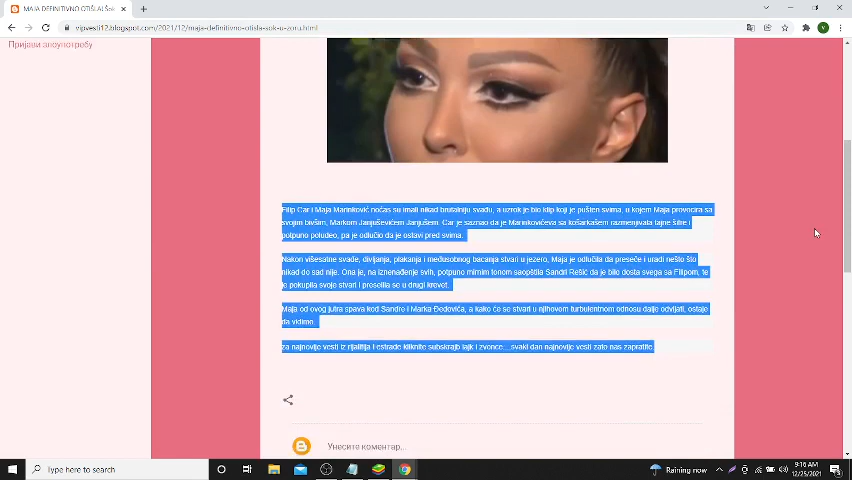 MAJA DEFINITIVNO OTIŠLA! Šok
vipvesti12.blogspot.com/2021/12/maja-definitivno-otisla-sok-u-zoru.html
Пријави злоупотребу
Filip Car i Maja Marinković noćas su imali nikad brutalniju svađu, a uzrok je bio klip koji je pušten svima, u kojem Maja provocira sa
svojim bivšim, Markom Janjuševićem Janjušem. Car je saznao da je Marinkovićeva sa košarkašem razmenjivala tajne šifre i
potpuno poludeo, pa je odlučio da je ostavi pred svima.
Nakon višesatne svađe, divljanja, plakanja i međusobnog bacanja stvari u jezero, Maja je odlučila da preseče i uradi nešto što
nikad do sad nije. Ona je, na iznenađenje svih, potpuno mirnim tonom saopštila Sandri Rešić da je bilo dosta svega sa Filipom, te
je pokupila svoje stvari i preselila se u drugi krevet.
Maja od ovog jutra spava kod Sandre i Marka Đedovića, a kako će se stvari u njihovom turbulentnom odnosu dalje odvijati, ostaje
da vidimo.
za najnovije vesti iz rijalitija i estrade kliknite subskrajb lajk i zvonce....svaki dan najnovije vesti zato nas zapratite.
Унесите коментар...
Type here to search
Raining now
9:16 AM
12/25/2021